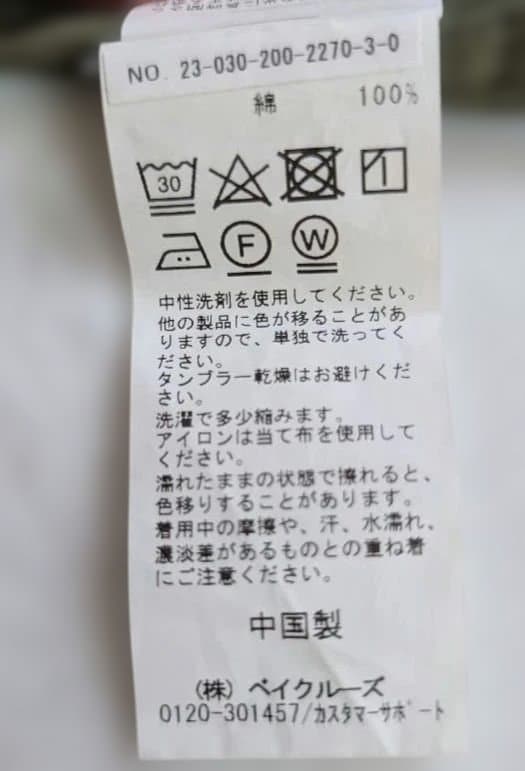 NO. 23-030-200-2270-3-0
綿 100%
30
F W
中性洗剤を使用してください。
他の製品に色が移ることがあ
りますので、単独で洗ってく
ださい。
タンブラー乾燥はお避けくだ
さい。
洗濯で多少縮みます。
アイロンは当て布を使用して
ください。
濡れたままの状態で擦れると、
色移りすることがあります。
着用中の摩擦や、汗、水濡れ、
濃淡差があるものとの重ね着
にご注意ください。
中国製
(株) ベイクルーズ
0120-301457/カスタマーサポート